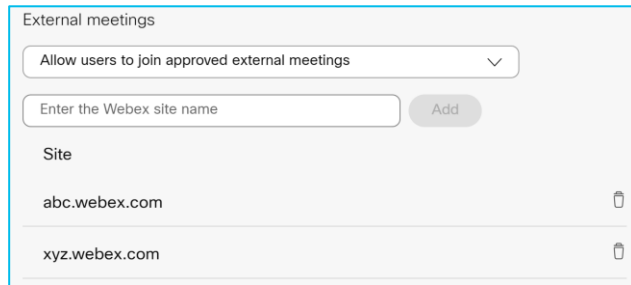 External meetings
Allow users to join approved external meetings
Enter the Webex site name
Add
Site
abc.webex.com
xyz.webex.com